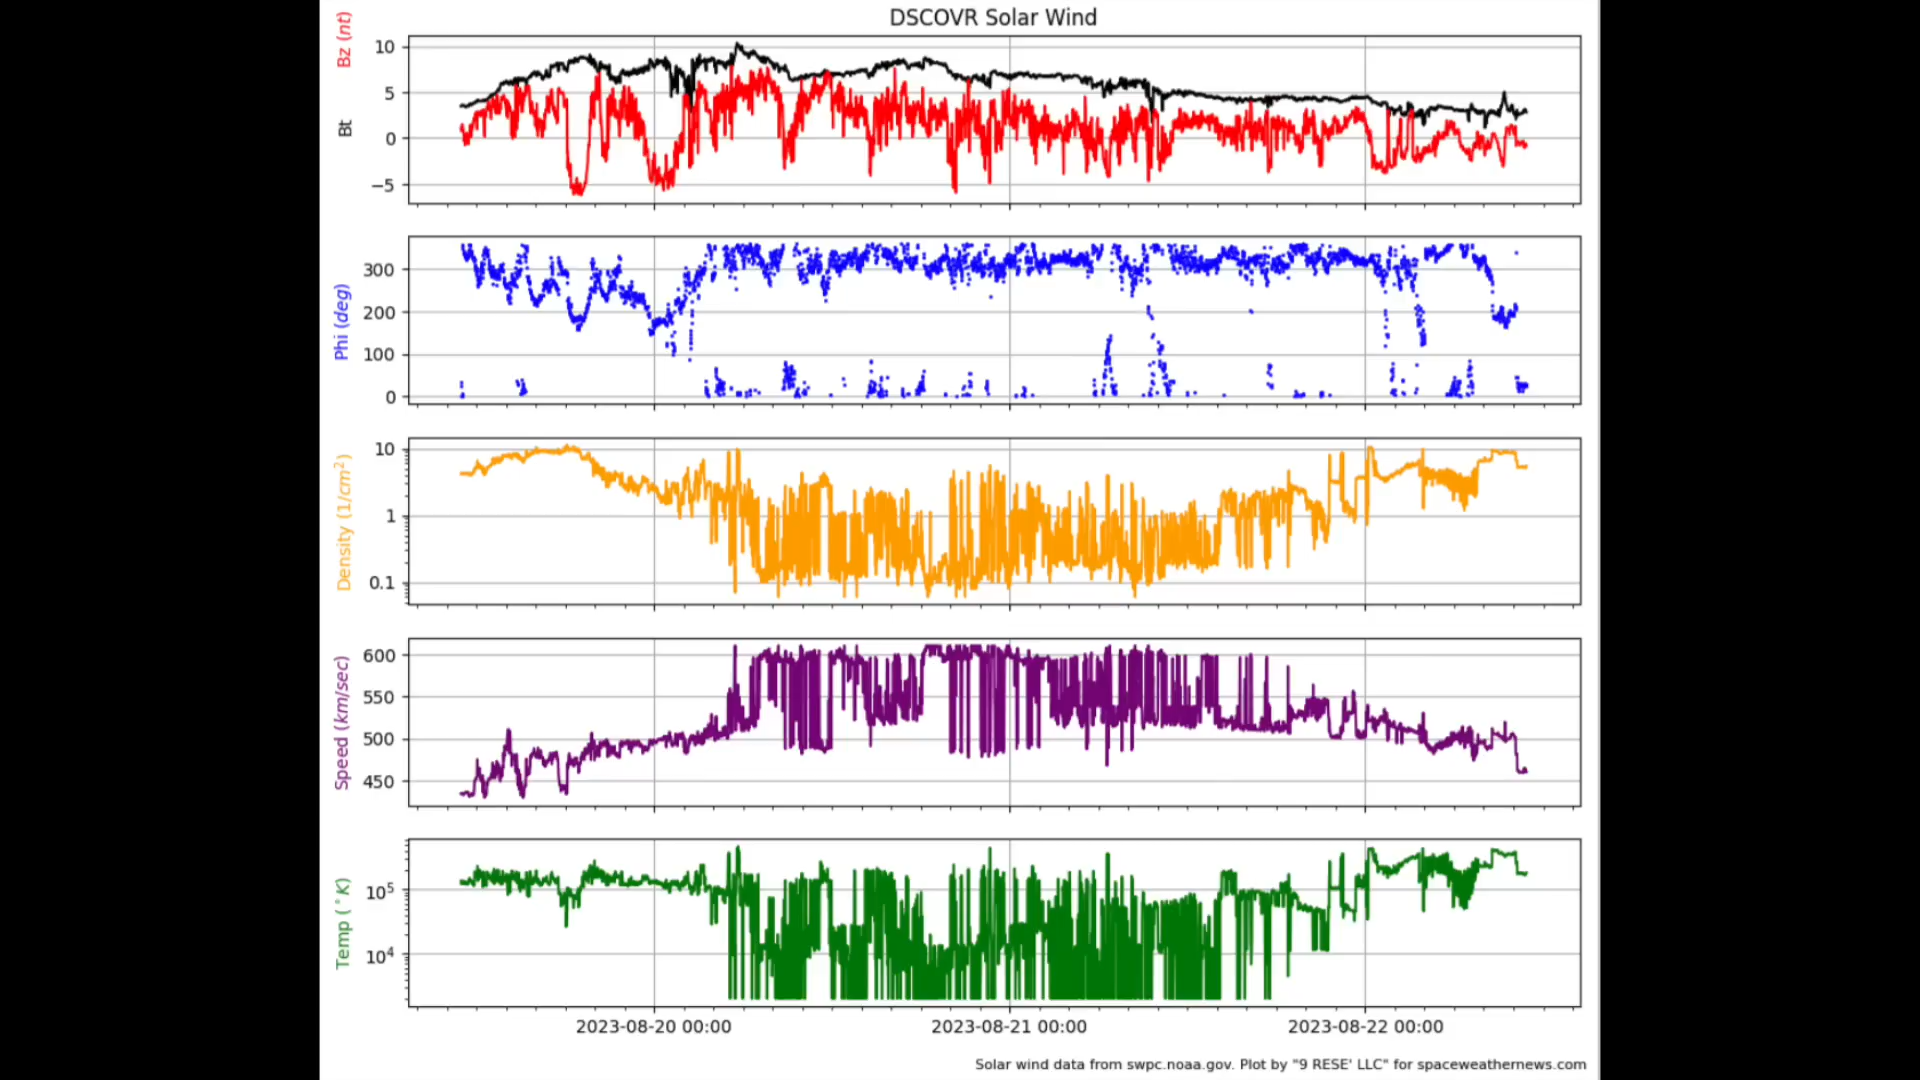 DSCOVR Solar Wind
Bz (nt)
Bt
10
5
0
−5
Phi (deg)
300
200
100
0
Density (1/cm²)
10
1
0.1
Speed (km/sec)
600
550
500
450
Temp (°K)
10⁵
10⁴
2023-08-20 00:00 2023-08-21 00:00 2023-08-22 00:00
Solar wind data from swpc.noaa.gov. Plot by "9 RESE' LLC" for spaceweathernews.com